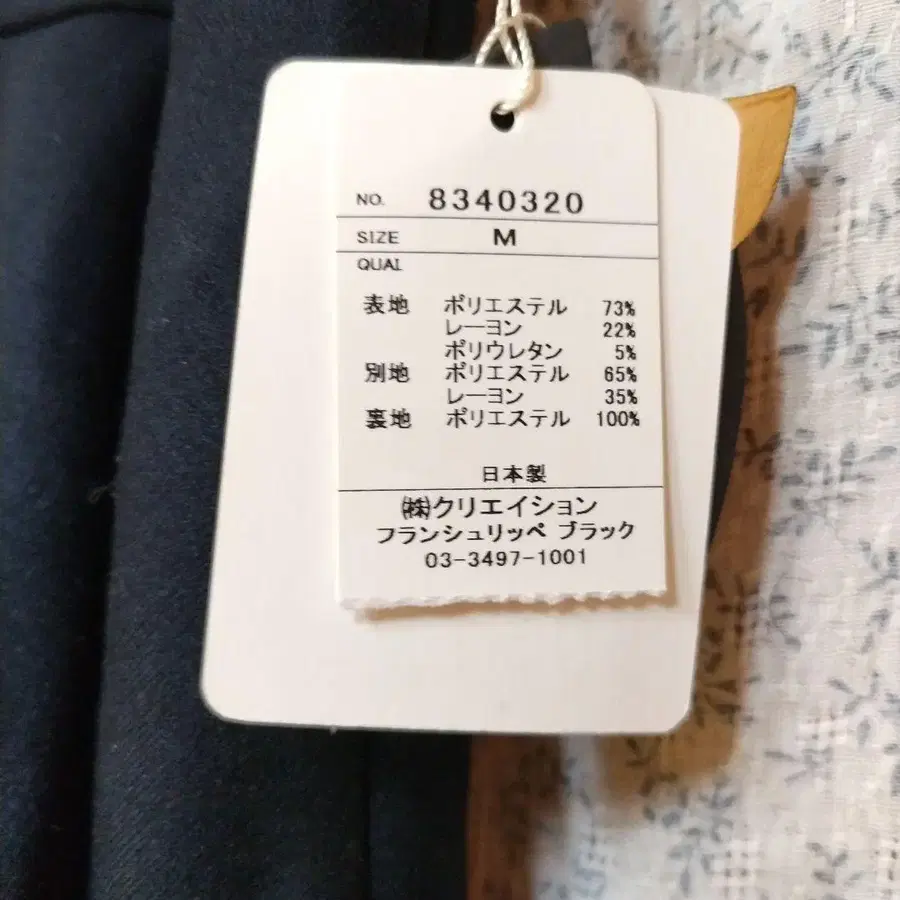 NO. 8340320
SIZE M
QUAL
表地 ポリエステル 73%
レーヨン 22%
ポリウレタン 5%
別地 ポリエステル 65%
レーヨン 35%
裏地 ポリエステル 100%
日本製
㈱クリエイション
フランシュリッペ ブラック
03-3497-1001